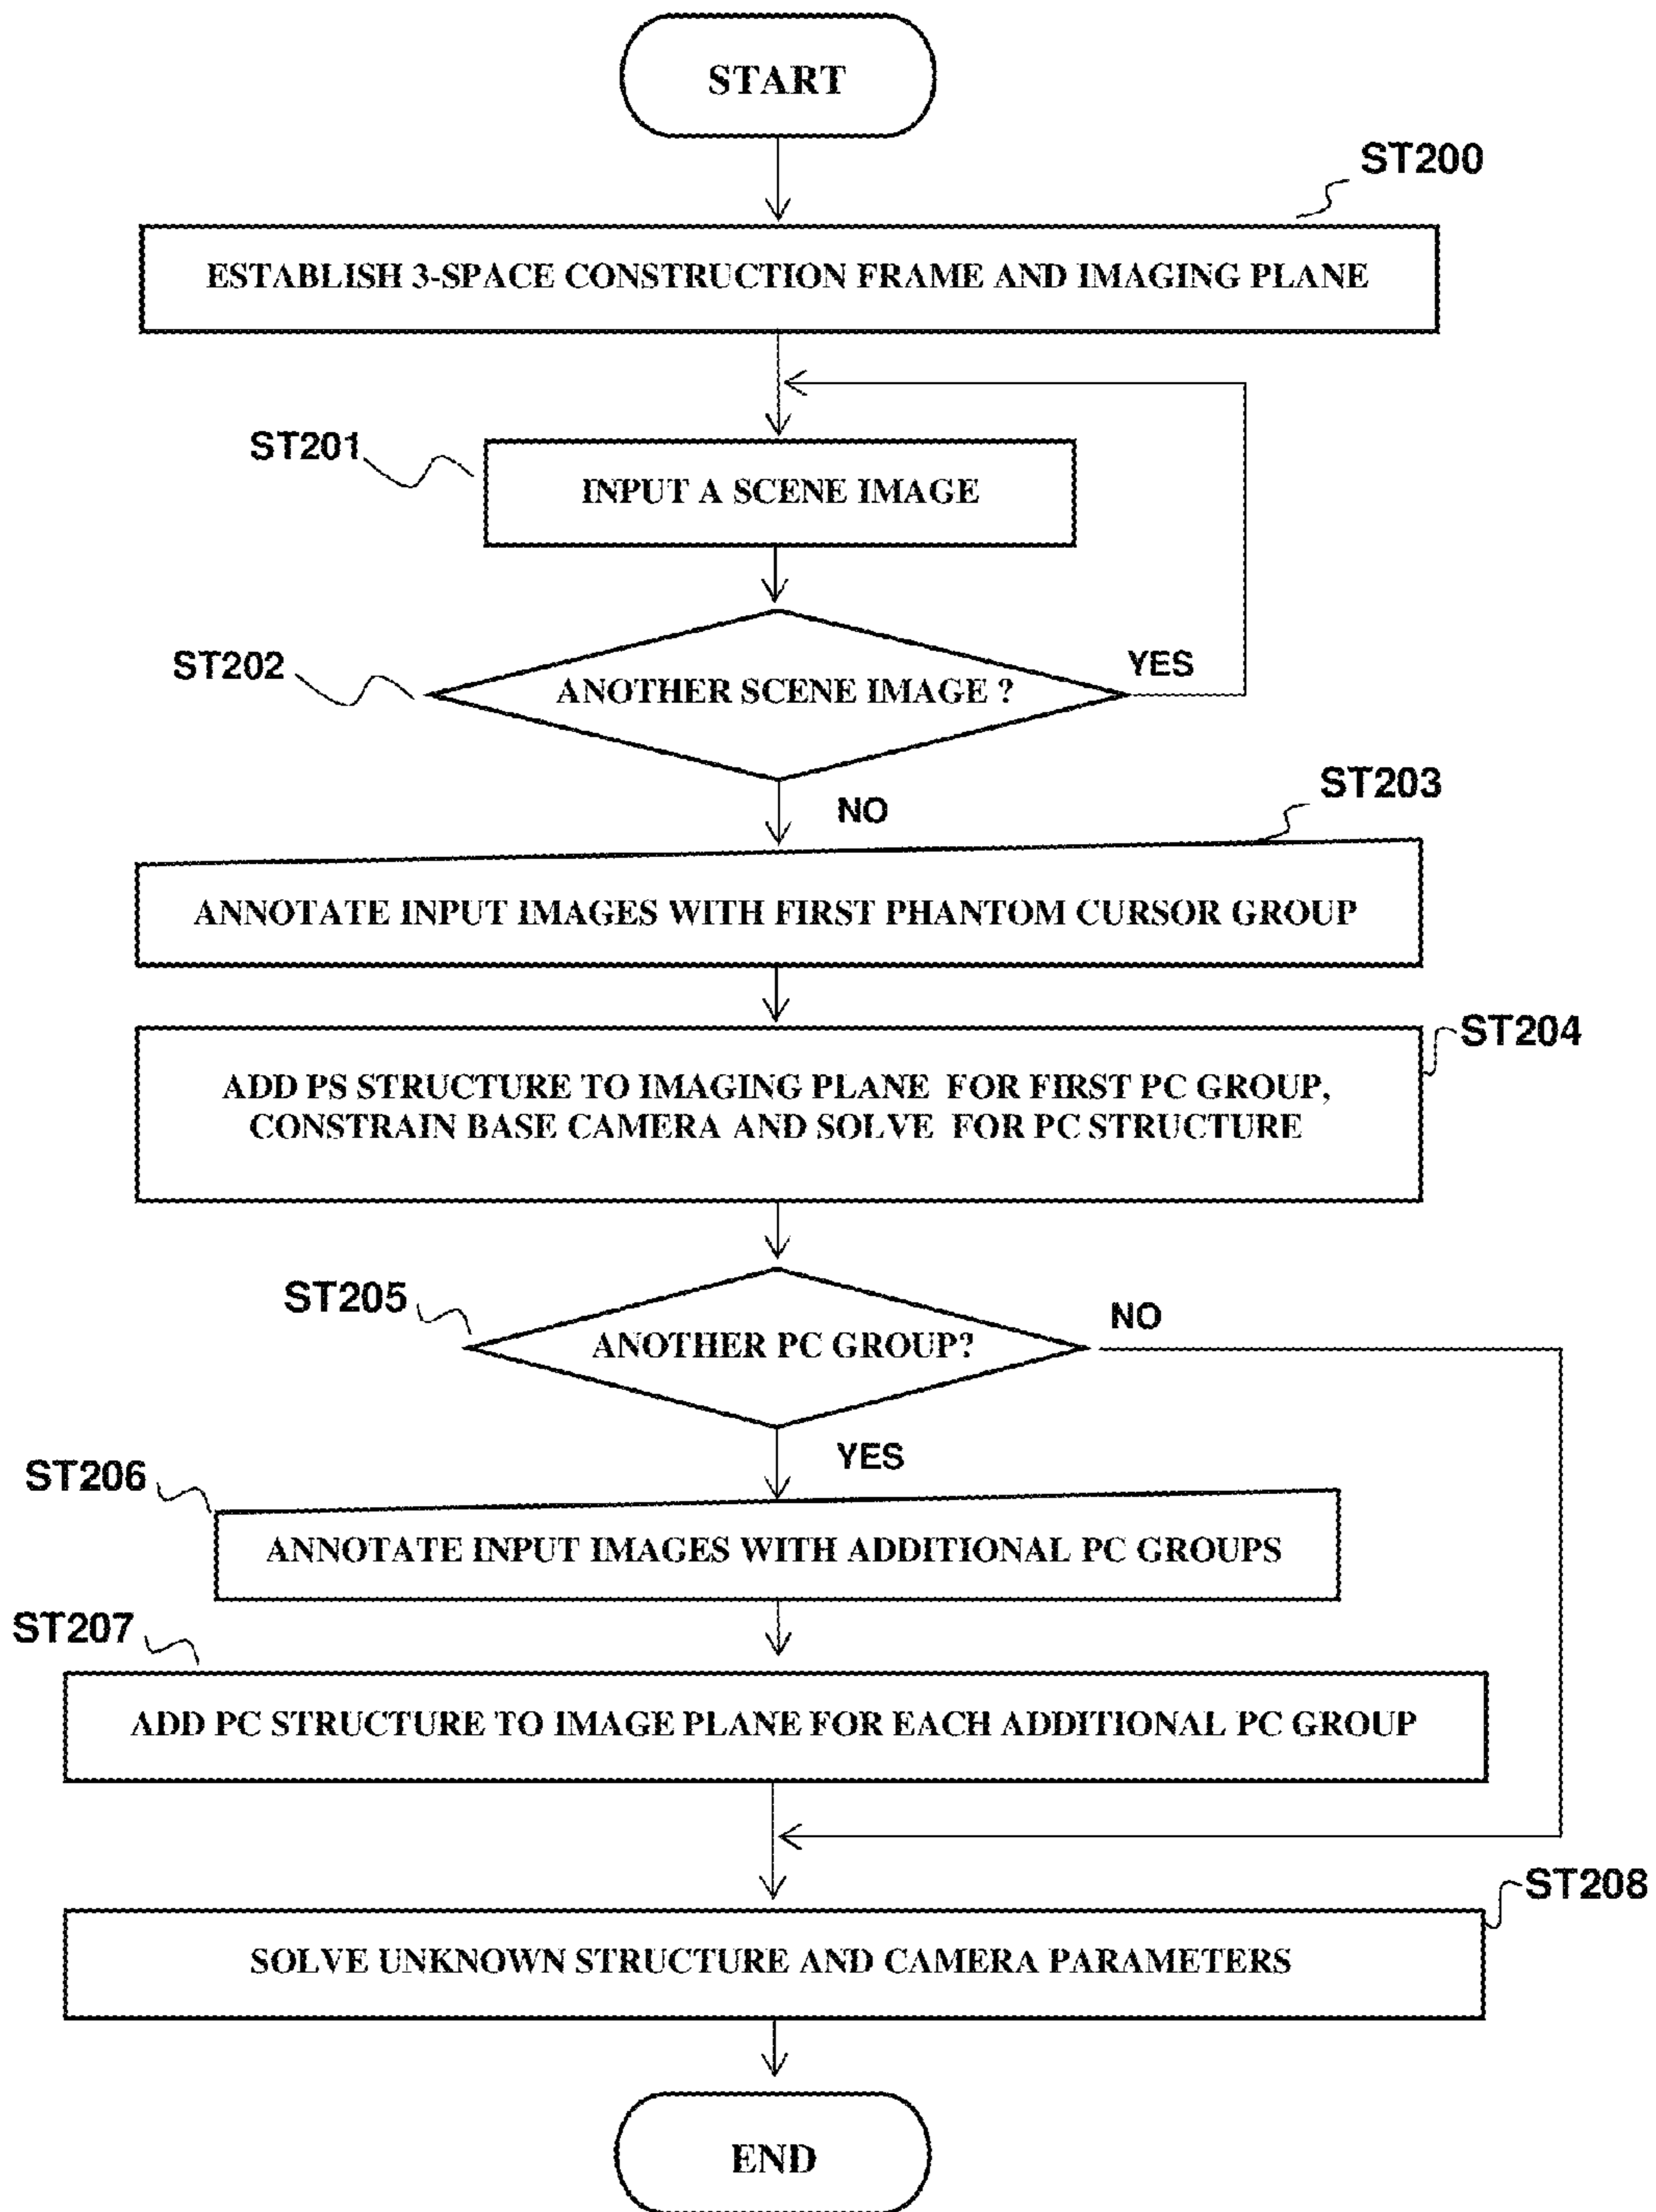 START
ST200
ESTABLISH 3-SPACE CONSTRUCTION FRAME AND IMAGING PLANE
ST201
INPUT A SCENE IMAGE
ST202
ANOTHER SCENE IMAGE ?
YES
NO
ST203
ANNOTATE INPUT IMAGES WITH FIRST PHANTOM CURSOR GROUP
ST204
ADD PS STRUCTURE TO IMAGING PLANE FOR FIRST PC GROUP,
CONSTRAIN BASE CAMERA AND SOLVE FOR PC STRUCTURE
ST205
ANOTHER PC GROUP?
NO
YES
ST206
ANNOTATE INPUT IMAGES WITH ADDITIONAL PC GROUPS
ST207
ADD PC STRUCTURE TO IMAGE PLANE FOR EACH ADDITIONAL PC GROUP
ST208
SOLVE UNKNOWN STRUCTURE AND CAMERA PARAMETERS
END